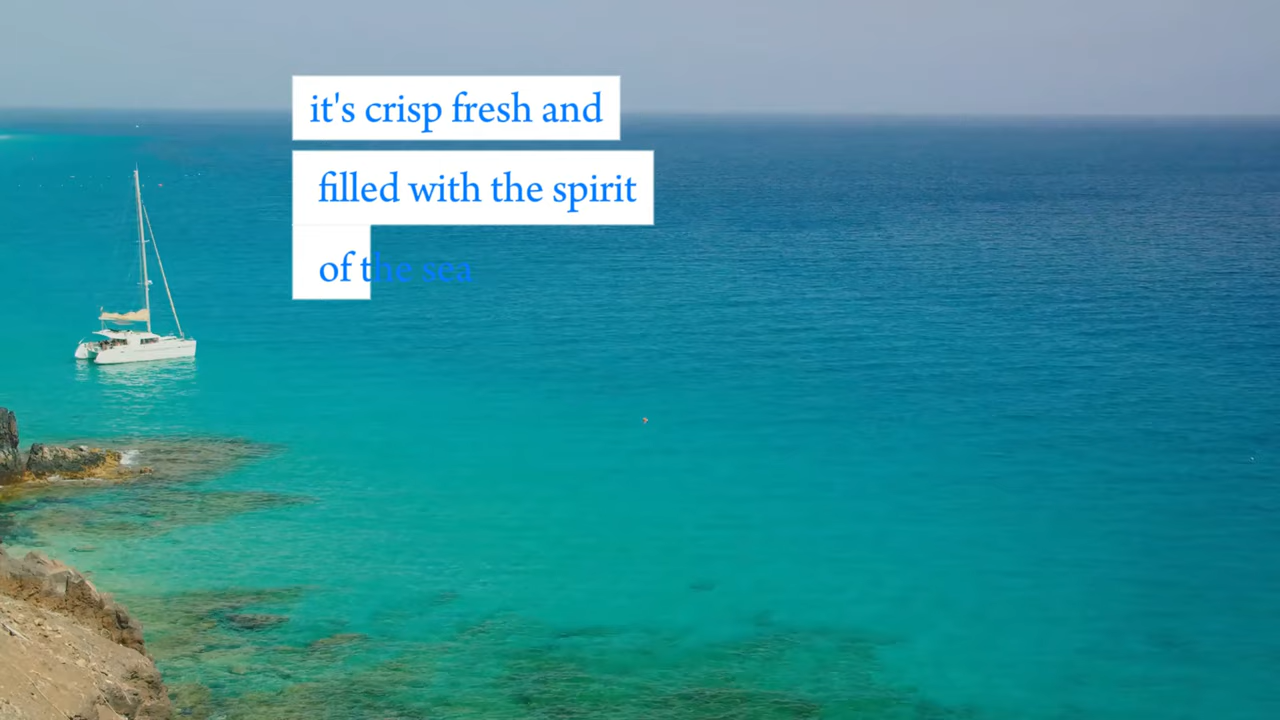 it's crisp fresh and
filled with the spirit
of the sea